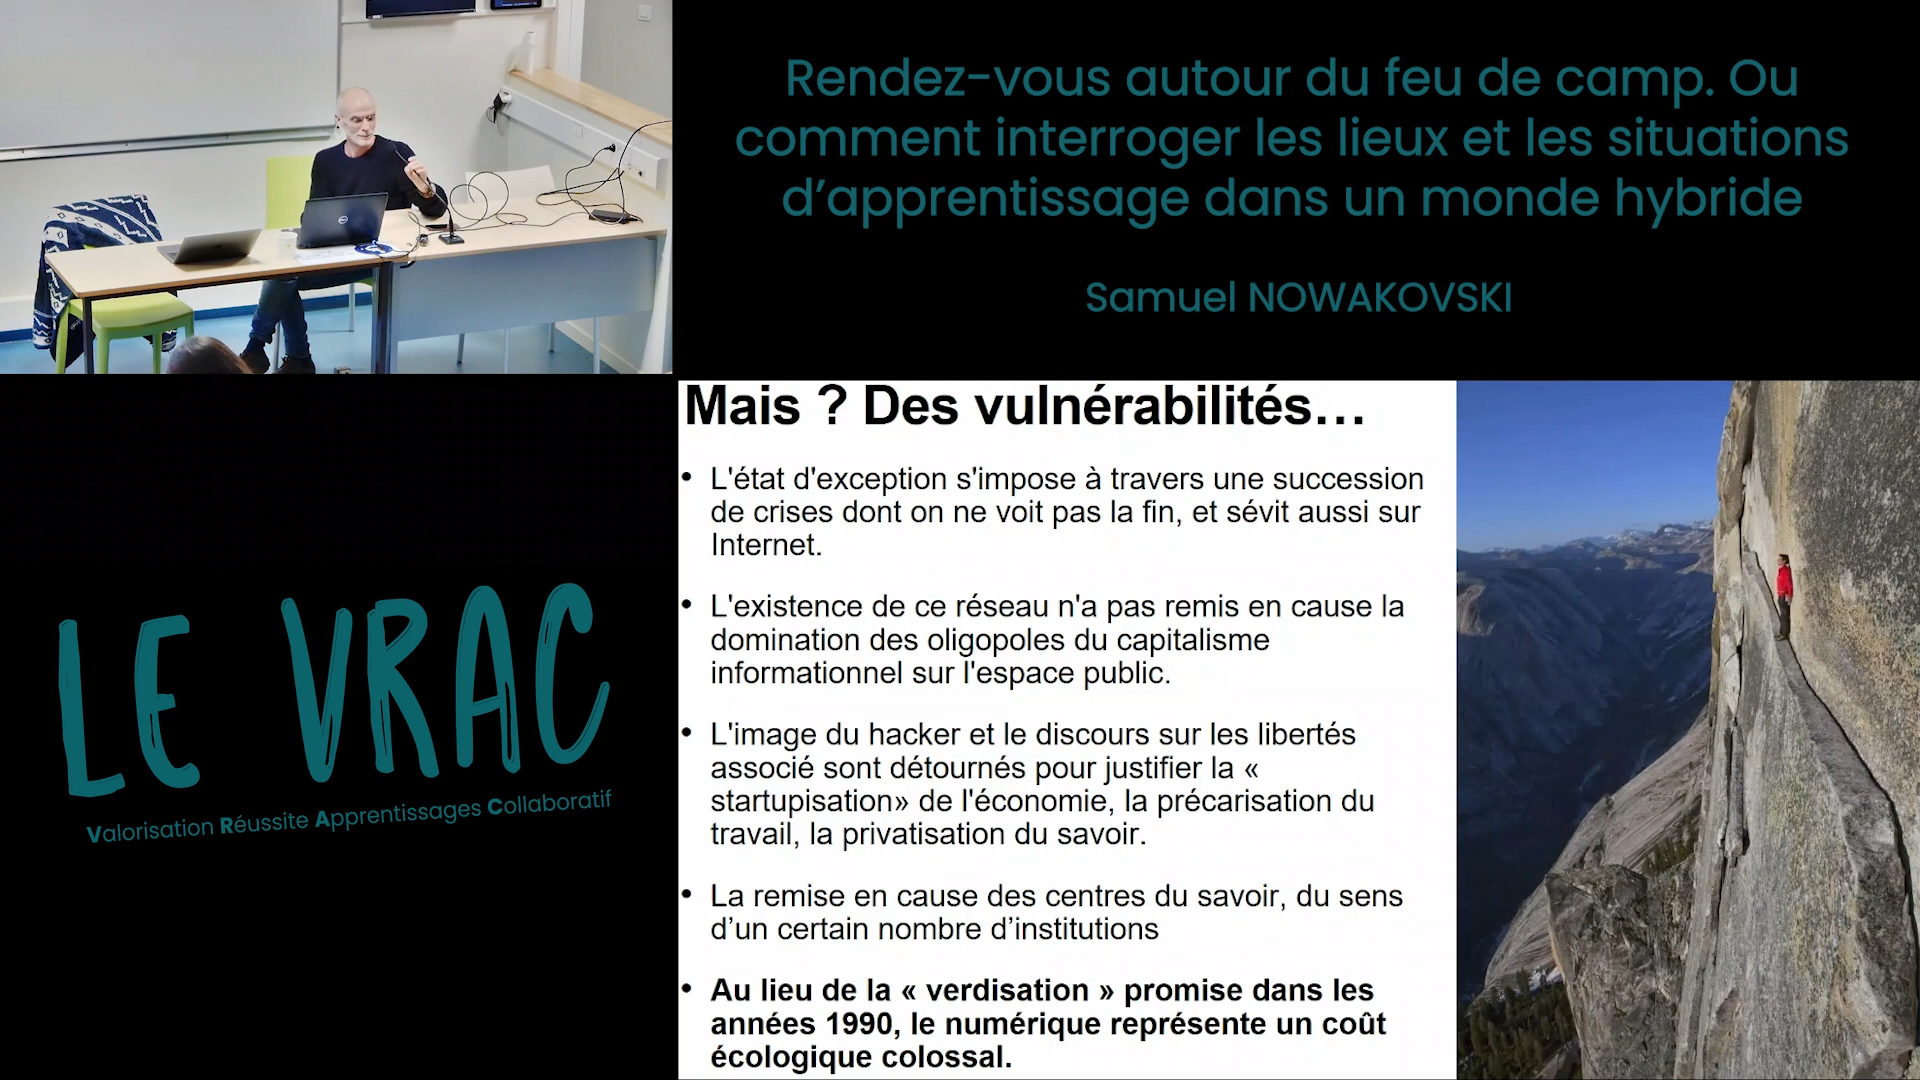 Rendez-vous autour du feu de camp. Ou
comment interroger les lieux et les situations
d’apprentissage dans un monde hybride
Samuel NOWAKOVSKI
LE VRAC
Valorisation Réussite Apprentissages Collaboratif
Mais ? Des vulnérabilités…
• L'état d'exception s'impose à travers une succession
de crises dont on ne voit pas la fin, et sévit aussi sur
Internet.
• L'existence de ce réseau n'a pas remis en cause la
domination des oligopoles du capitalisme
informationnel sur l'espace public.
• L'image du hacker et le discours sur les libertés
associé sont détournés pour justifier la «
startupisation» de l'économie, la précarisation du
travail, la privatisation du savoir.
• La remise en cause des centres du savoir, du sens
d’un certain nombre d’institutions
• Au lieu de la « verdisation » promise dans les
années 1990, le numérique représente un coût
écologique colossal.